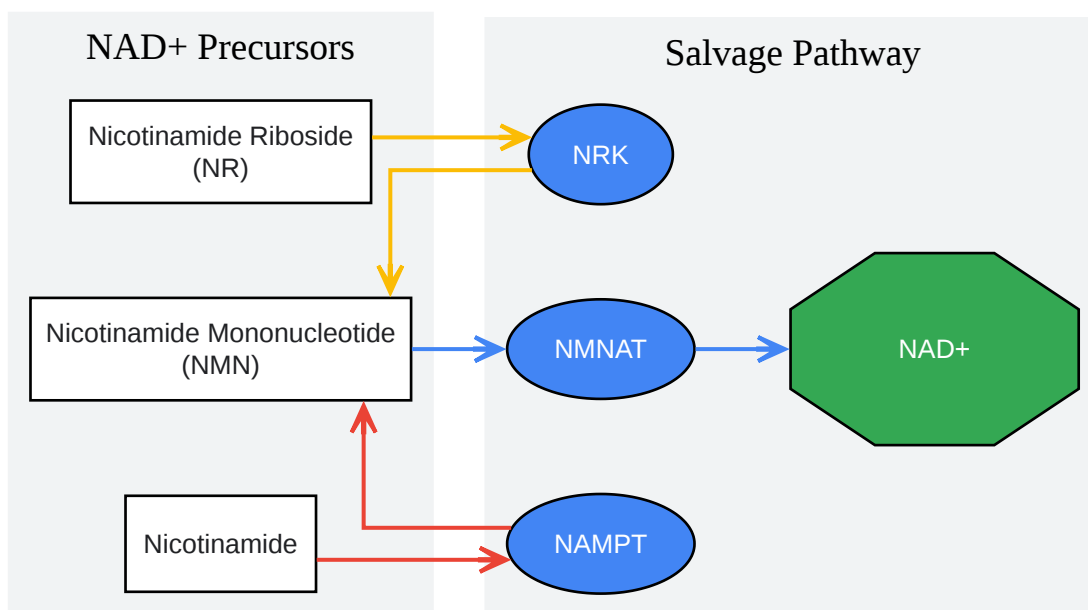 NAD+ Precursors
Salvage Pathway
Nicotinamide Riboside
(NR)
NRK
Nicotinamide Mononucleotide
(NMN)
NMNAT
NAD+
Nicotinamide
NAMPT